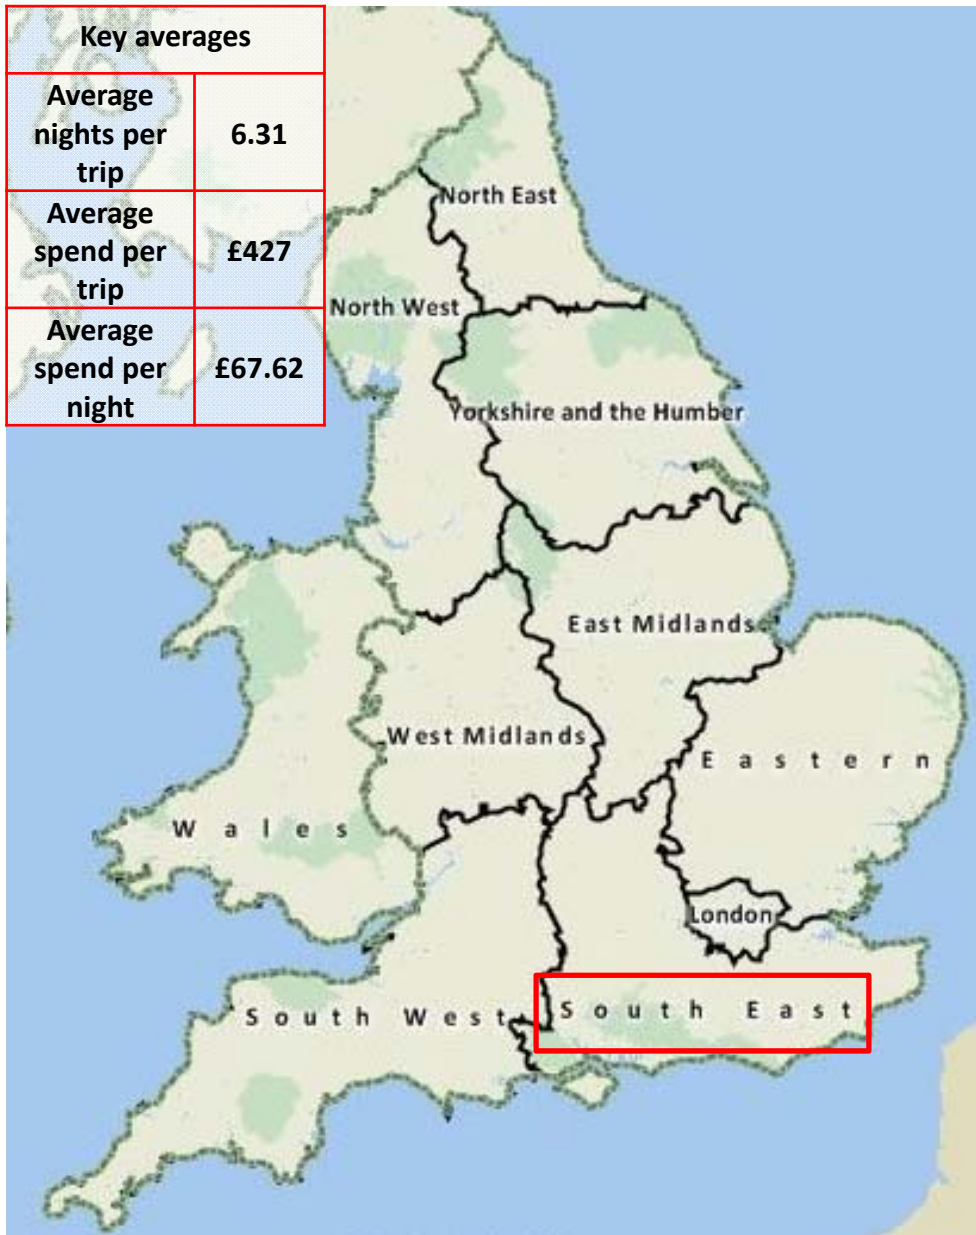 Key averages
Average
nights per
trip
6.31
Average
spend per
trip
£427
Average
spend per
night
£67.62
North East
North West
Yorkshire and the Humber
East Midlands
West Midlands
Eastern
Wales
London
South West
South East